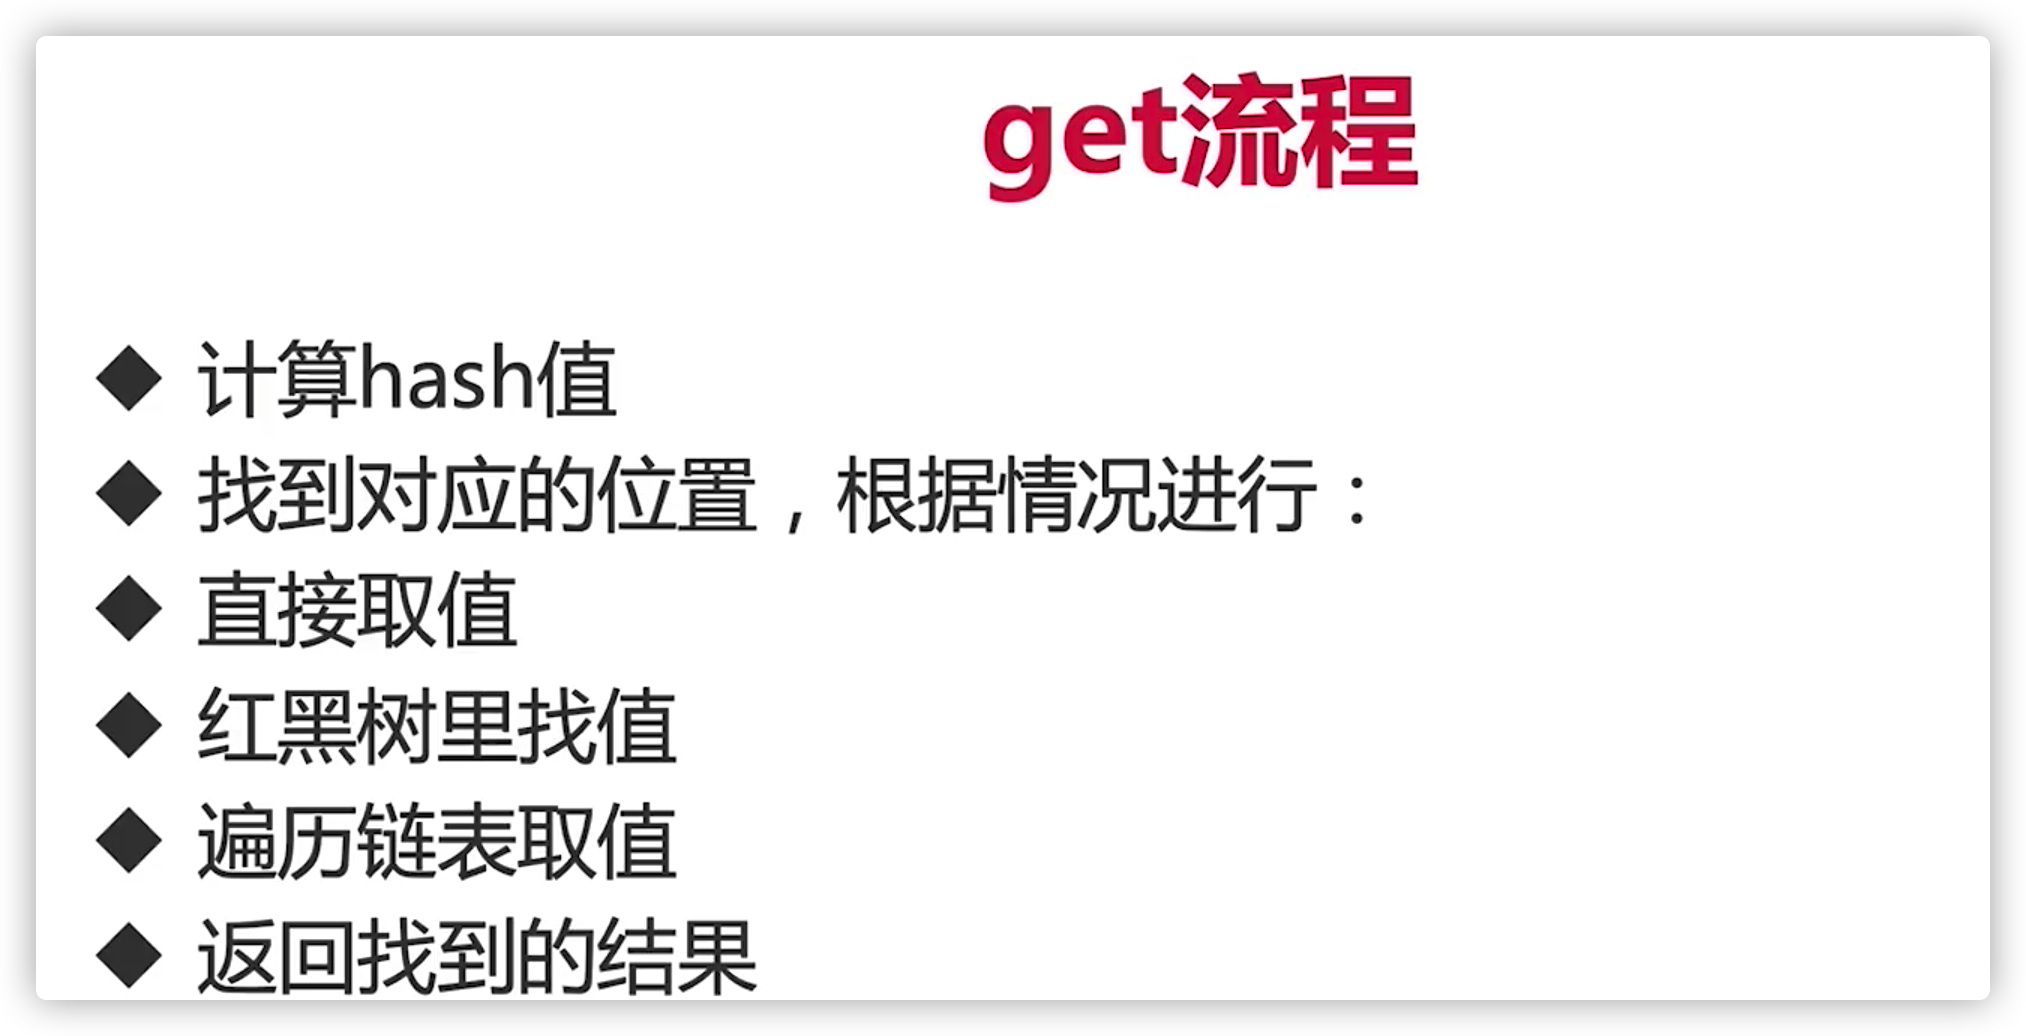 get流程
◆ 计算hash值
◆ 找到对应的位置，根据情况进行：
◆ 直接取值
◆ 红黑树里找值
◆ 遍历链表取值
◆ 返回找到的结果